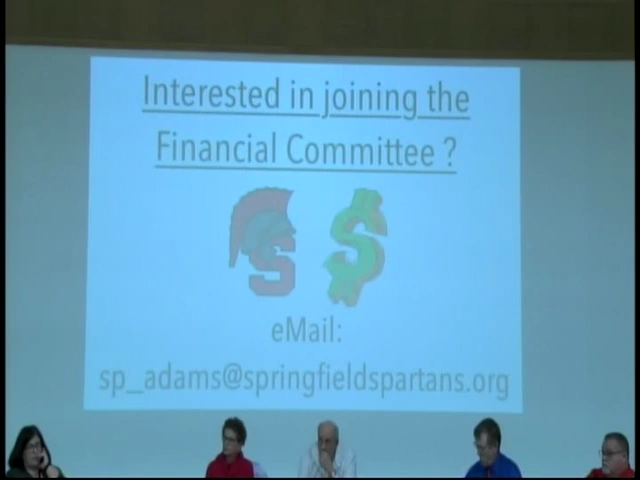 Interested in joining the
Financial Committee ?
S $
eMail:
sp_adams@springfieldspartans.org